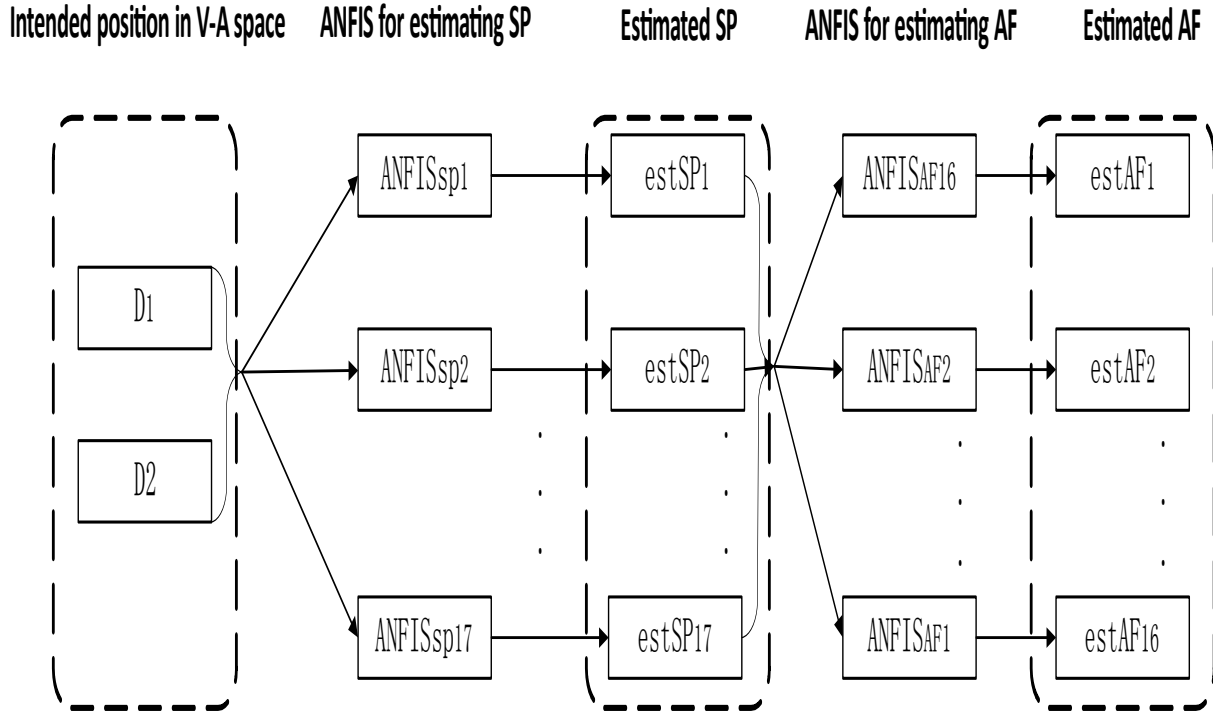 Intended position in V-A space ANFIS for estimating SP Estimated SP ANFIS for estimating AF Estimated AF
ANFISsp1 estSP1 ANFISAF16 estAF1
D1
ANFISsp2 estSP2 ANFISAF2 estAF2
D2
ANFISsp17 estSP17 ANFISAF1 estAF16